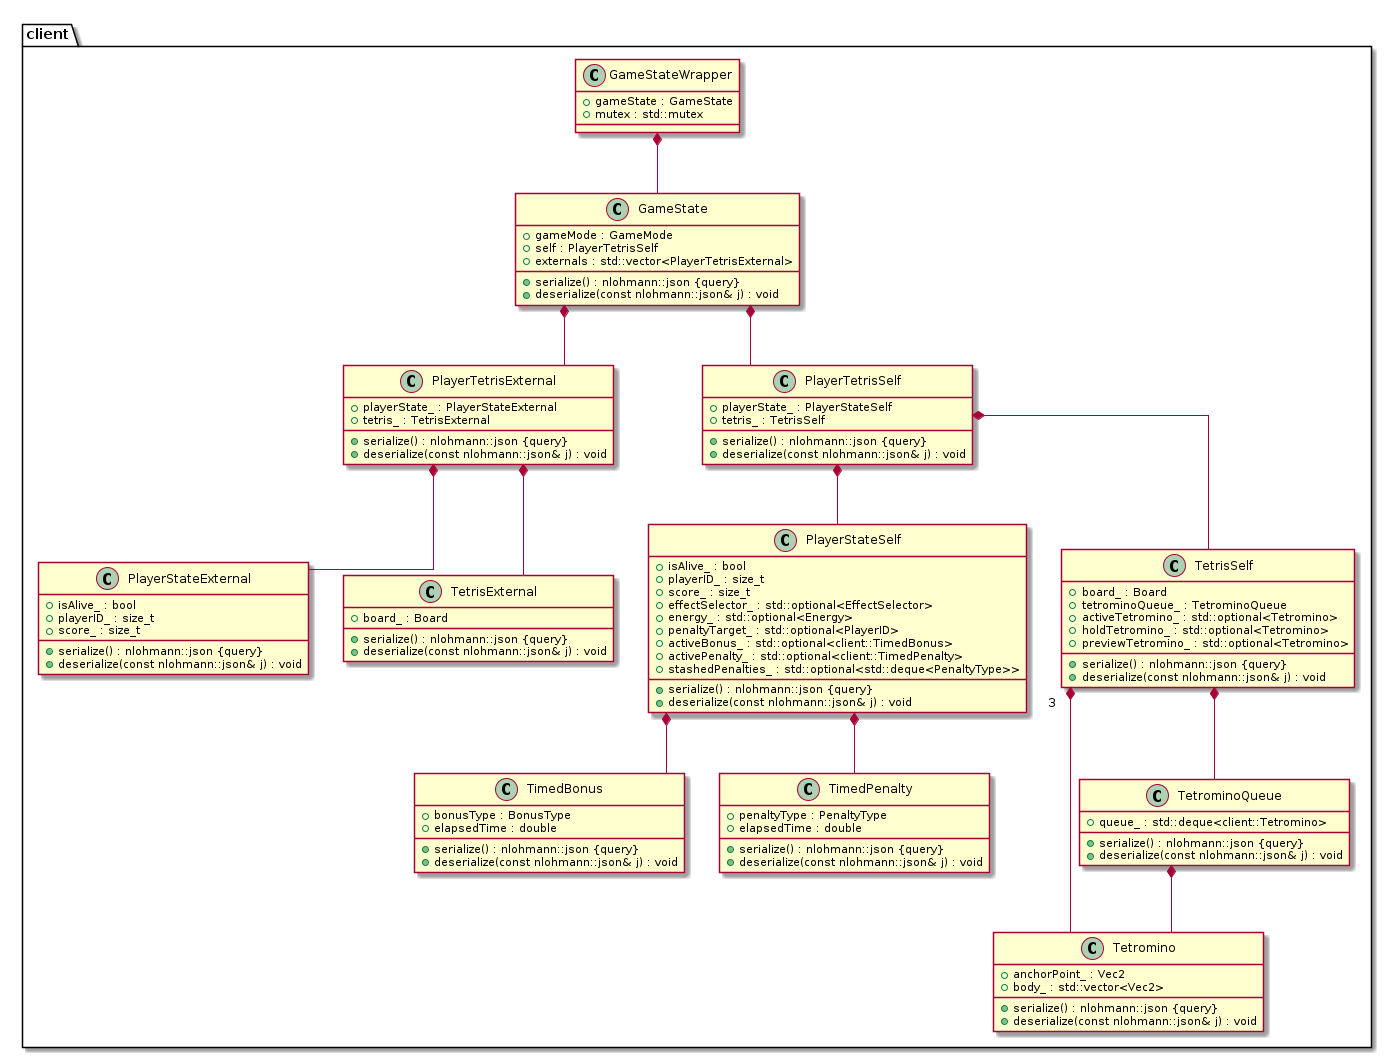 client
C GameStateWrapper
gameState : GameState
mutex : std::mutex
C GameState
gameMode : GameMode
self : PlayerTetrisSelf
externals : std::vector<PlayerTetrisExternal>
serialize() : nlohmann::json {query}
deserialize(const nlohmann::json& j) : void
C PlayerTetrisExternal
playerState_ : PlayerStateExternal
tetris_ : TetrisExternal
serialize() : nlohmann::json {query}
deserialize(const nlohmann::json& j) : void
C PlayerTetrisSelf
playerState_ : PlayerStateSelf
tetris_ : TetrisSelf
serialize() : nlohmann::json {query}
deserialize(const nlohmann::json& j) : void
C PlayerStateExternal
isAlive_ : bool
playerID_ : size_t
score_ : size_t
serialize() : nlohmann::json {query}
deserialize(const nlohmann::json& j) : void
C TetrisExternal
board_ : Board
serialize() : nlohmann::json {query}
deserialize(const nlohmann::json& j) : void
C PlayerStateSelf
isAlive_ : bool
playerID_ : size_t
score_ : size_t
effectSelector_ : std::optional<EffectSelector>
energy_ : std::optional<Energy>
penaltyTarget_ : std::optional<PlayerID>
activeBonus_ : std::optional<client::TimedBonus>
activePenalty_ : std::optional<client::TimedPenalty>
stashedPenalties_ : std::optional<std::deque<PenaltyType>>
serialize() : nlohmann::json {query}
deserialize(const nlohmann::json& j) : void
C TetrisSelf
board_ : Board
tetrominoQueue_ : TetrominoQueue
activeTetromino_ : std::optional<Tetromino>
holdTetromino_ : std::optional<Tetromino>
previewTetromino_ : std::optional<Tetromino>
serialize() : nlohmann::json {query}
deserialize(const nlohmann::json& j) : void
3
C TimedBonus
bonusType : BonusType
elapsedTime : double
serialize() : nlohmann::json {query}
deserialize(const nlohmann::json& j) : void
C TimedPenalty
penaltyType : PenaltyType
elapsedTime : double
serialize() : nlohmann::json {query}
deserialize(const nlohmann::json& j) : void
C TetrominoQueue
queue_ : std::deque<client::Tetromino>
serialize() : nlohmann::json {query}
deserialize(const nlohmann::json& j) : void
C Tetromino
anchorPoint_ : Vec2
body_ : std::vector<Vec2>
serialize() : nlohmann::json {query}
deserialize(const nlohmann::json& j) : void